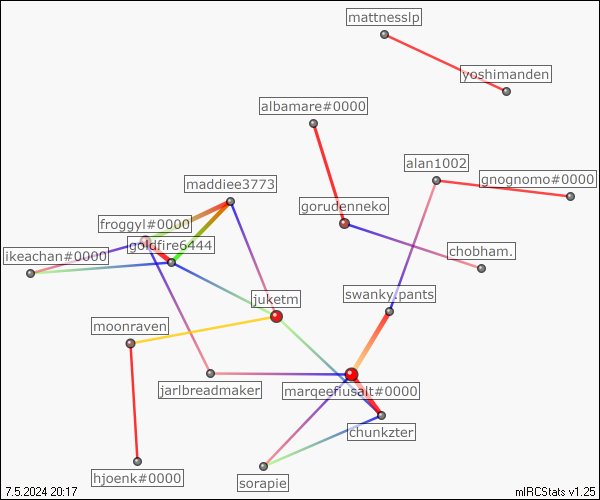 mattnesslp
yoshimanden
albamare#0000
alan1002
gnognomo#0000
maddiee3773
gorudenneko
froggyl#0000
goldfire6444
ikeachan#0000
chobham.
juketm
swanky.pants
moonraven
jarlbreadmaker
marqeefiusalt#0000
chunkzter
hjoenk#0000
sorapie
7.5.2024 20:17
mIRCStats v1.25